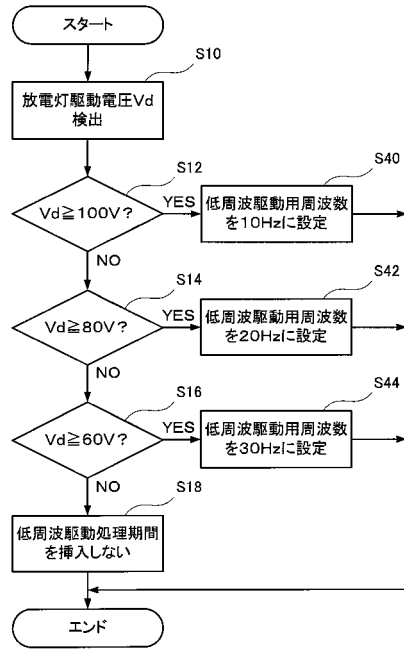 スタート
S10
放電灯駆動電圧Vd
検出
S12
Vd≧100V?
YES
S40
低周波駆動用周波数
を10Hzに設定
NO
S14
Vd≧80V?
YES
S42
低周波駆動用周波数
を20Hzに設定
NO
S16
Vd≧60V?
YES
S44
低周波駆動用周波数
を30Hzに設定
NO
S18
低周波駆動処理期間
を挿入しない
エンド